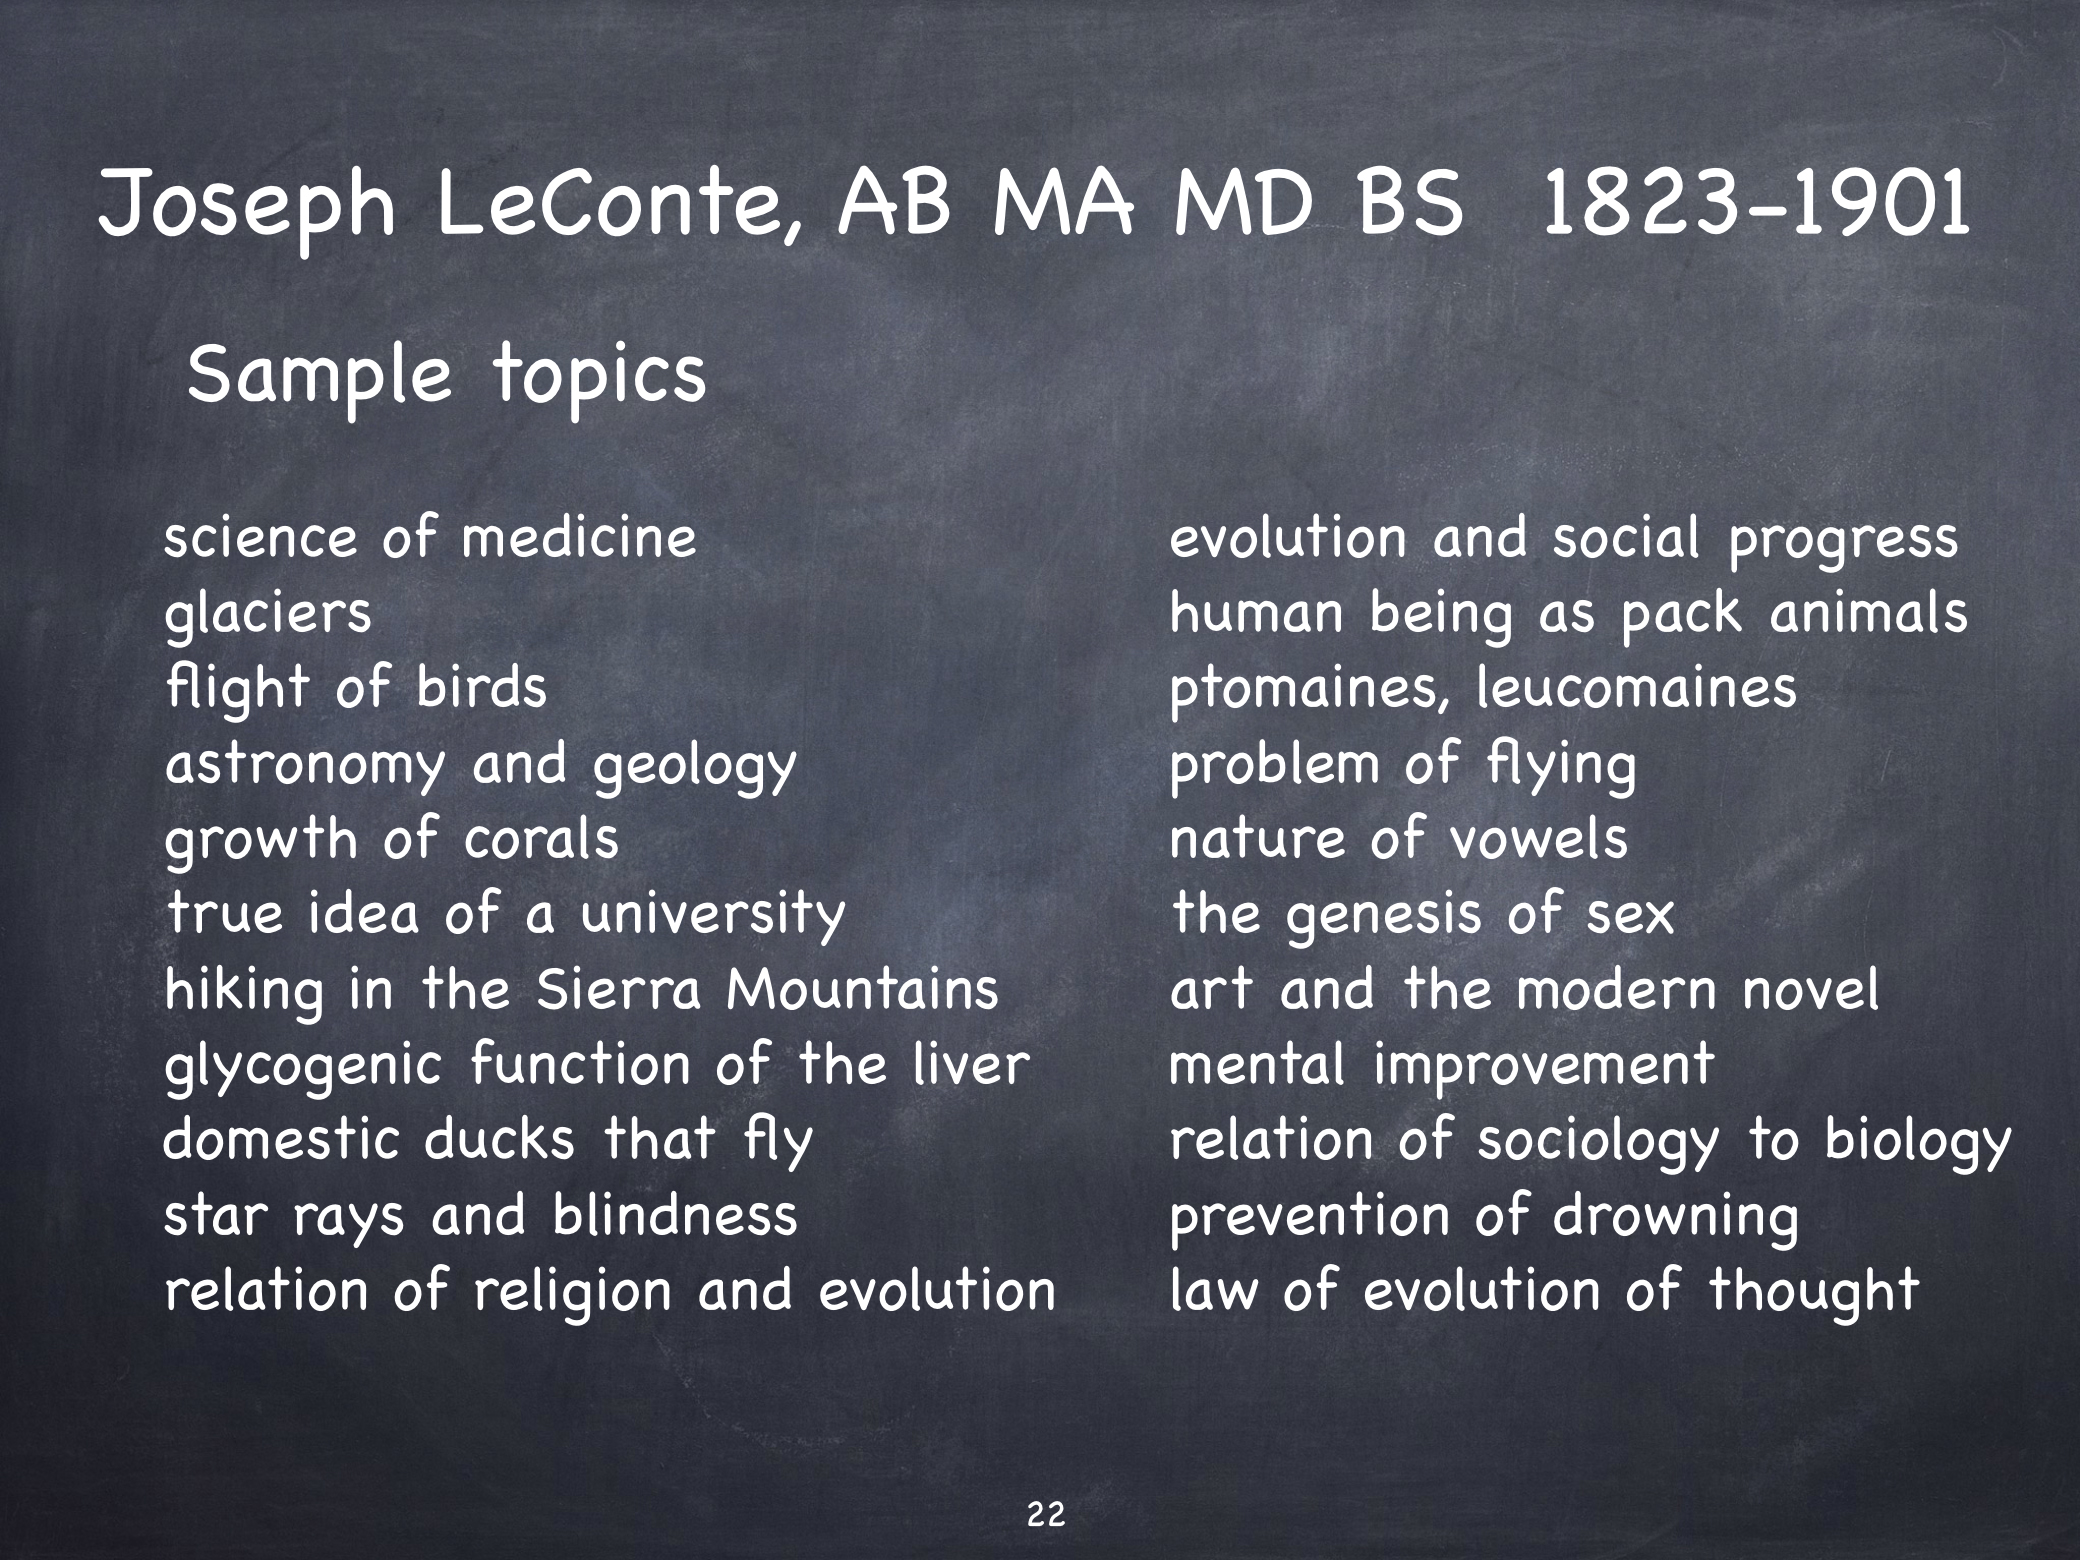 Joseph LeConte, AB MA MD BS 1823-1901
Sample topics
science of medicine
glaciers
flight of birds
astronomy and geology
growth of corals
true idea of a university
hiking in the Sierra Mountains
glycogenic function of the liver
domestic ducks that fly
star rays and blindness
relation of religion and evolution
evolution and social progress
human being as pack animals
ptomaines, leucomaines
problem of flying
nature of vowels
the genesis of sex
art and the modern novel
mental improvement
relation of sociology to biology
prevention of drowning
law of evolution of thought
22